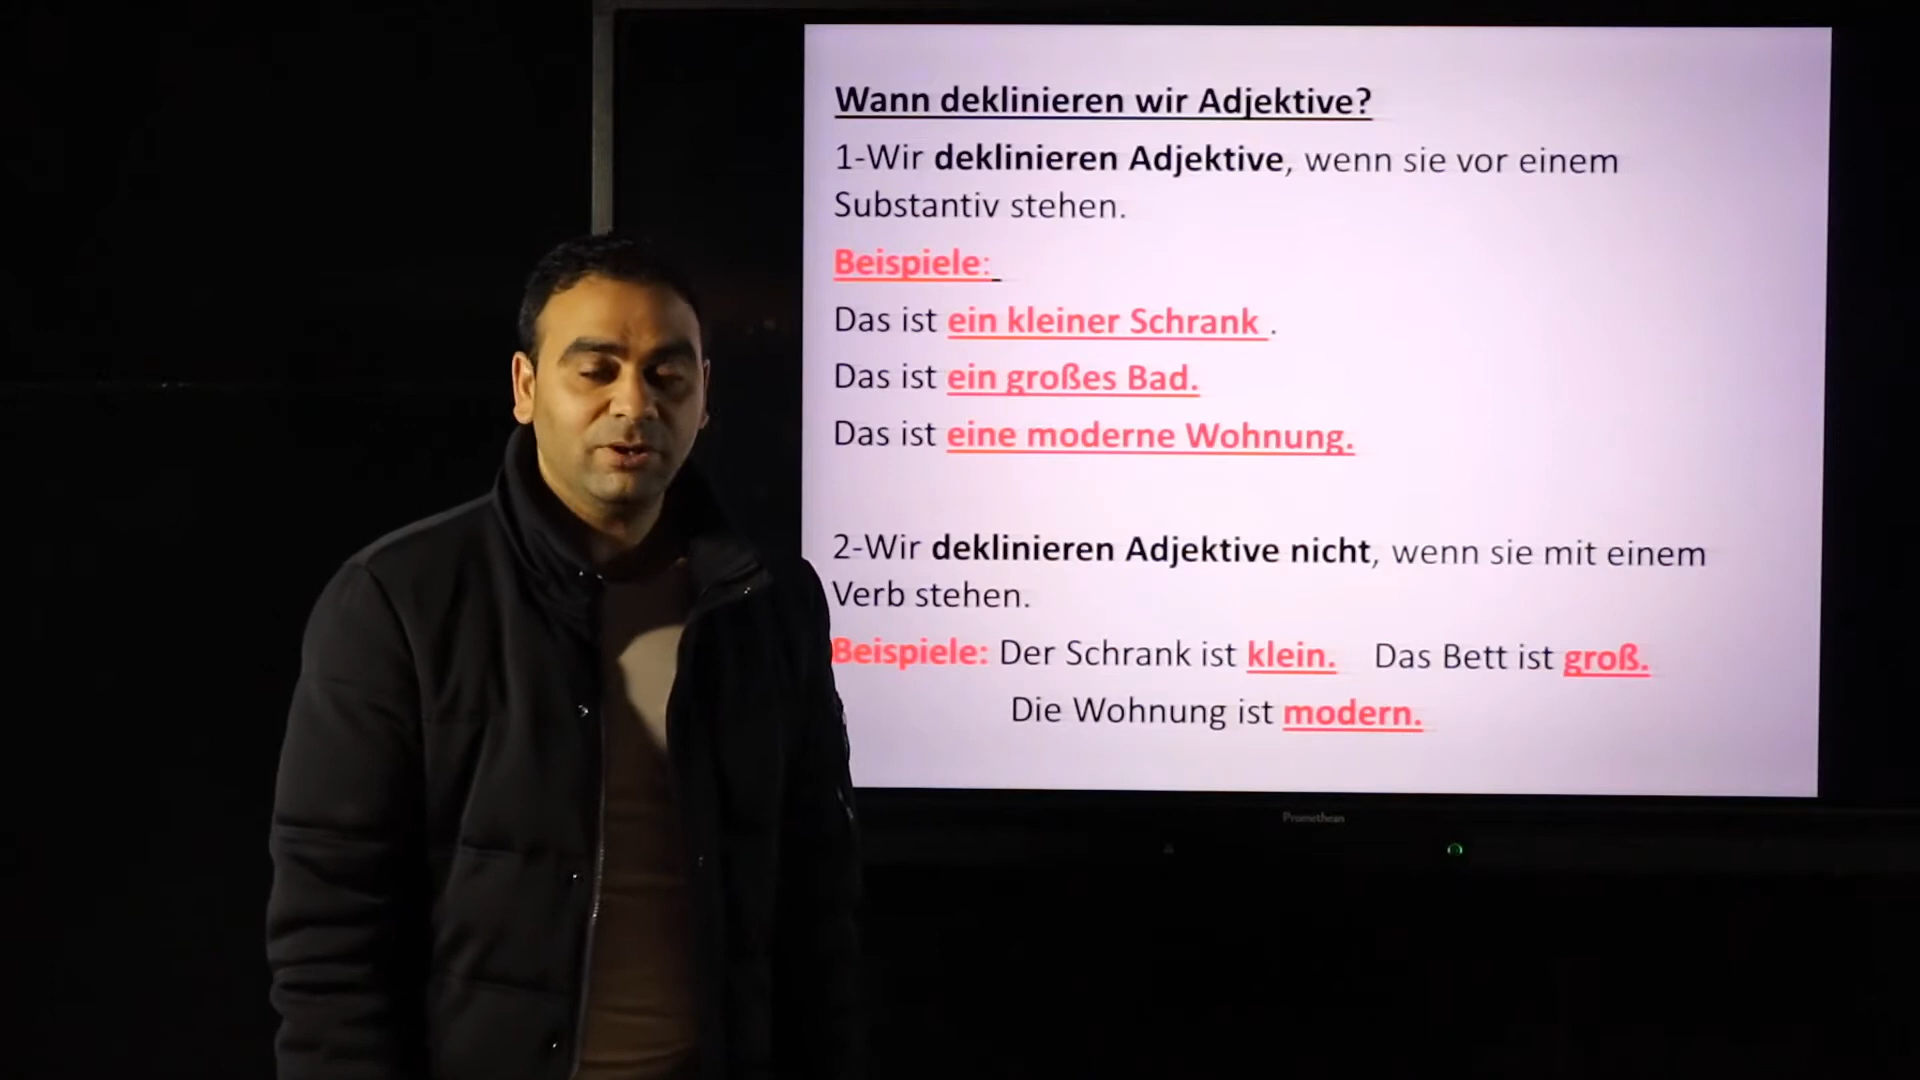 Wann deklinieren wir Adjektive?
1-Wir deklinieren Adjektive, wenn sie vor einem
Substantiv stehen.
Beispiele:
Das ist ein kleiner Schrank .
Das ist ein großes Bad.
Das ist eine moderne Wohnung.
2-Wir deklinieren Adjektive nicht, wenn sie mit einem
Verb stehen.
Beispiele: Der Schrank ist klein. Das Bett ist groß.
Die Wohnung ist modern.
Promethean